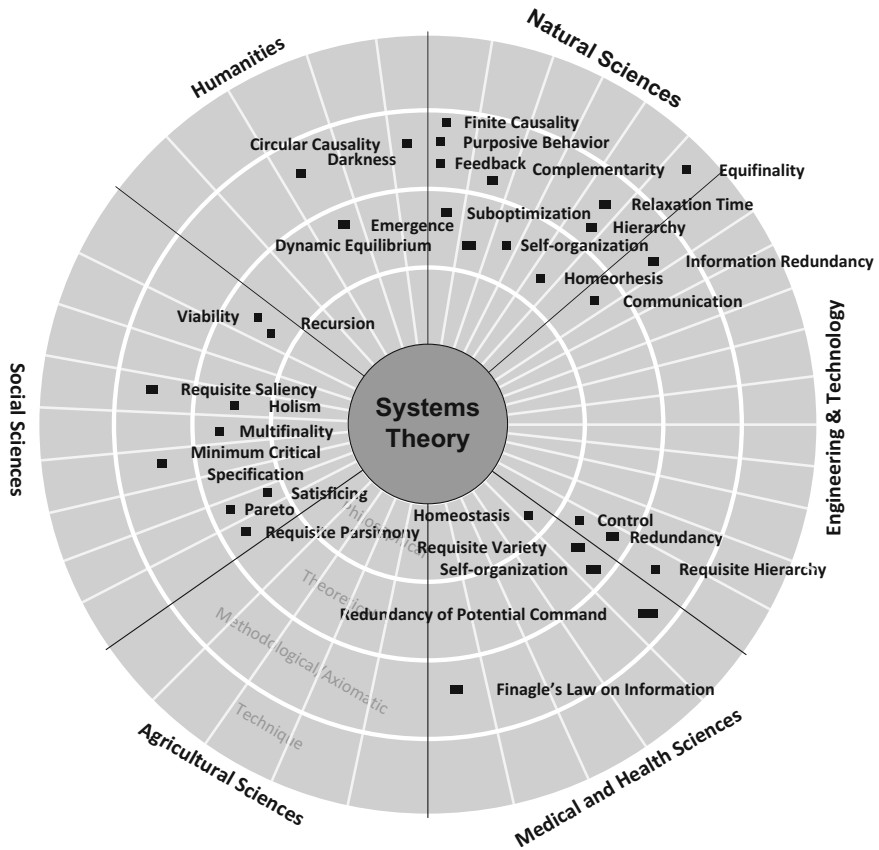 Natural Sciences
Humanities
Finite Causality
Circular Causality
Purposive Behavior
Darkness
Feedback
Complementarity
Equifinality
Relaxation Time
Suboptimization
Emergence
Hierarchy
Dynamic Equilibrium
Self-organization
Information Redundancy
Homeorhesis
Communication
Viability
Recursion
Engineering & Technology
Social Sciences
Requisite Saliency
Holism
Systems
Theory
Multifinality
Minimum Critical
Specification
Satisficing
Pareto
Requisite Parsimony
Philosophical
Homeostasis
Control
Redundancy
Requisite Variety
Self-organization
Requisite Hierarchy
Theoretical
Redundancy of Potential Command
Methodological/Axiomatic
Finagle's Law on Information
Technique
Agricultural Sciences
Medical and Health Sciences